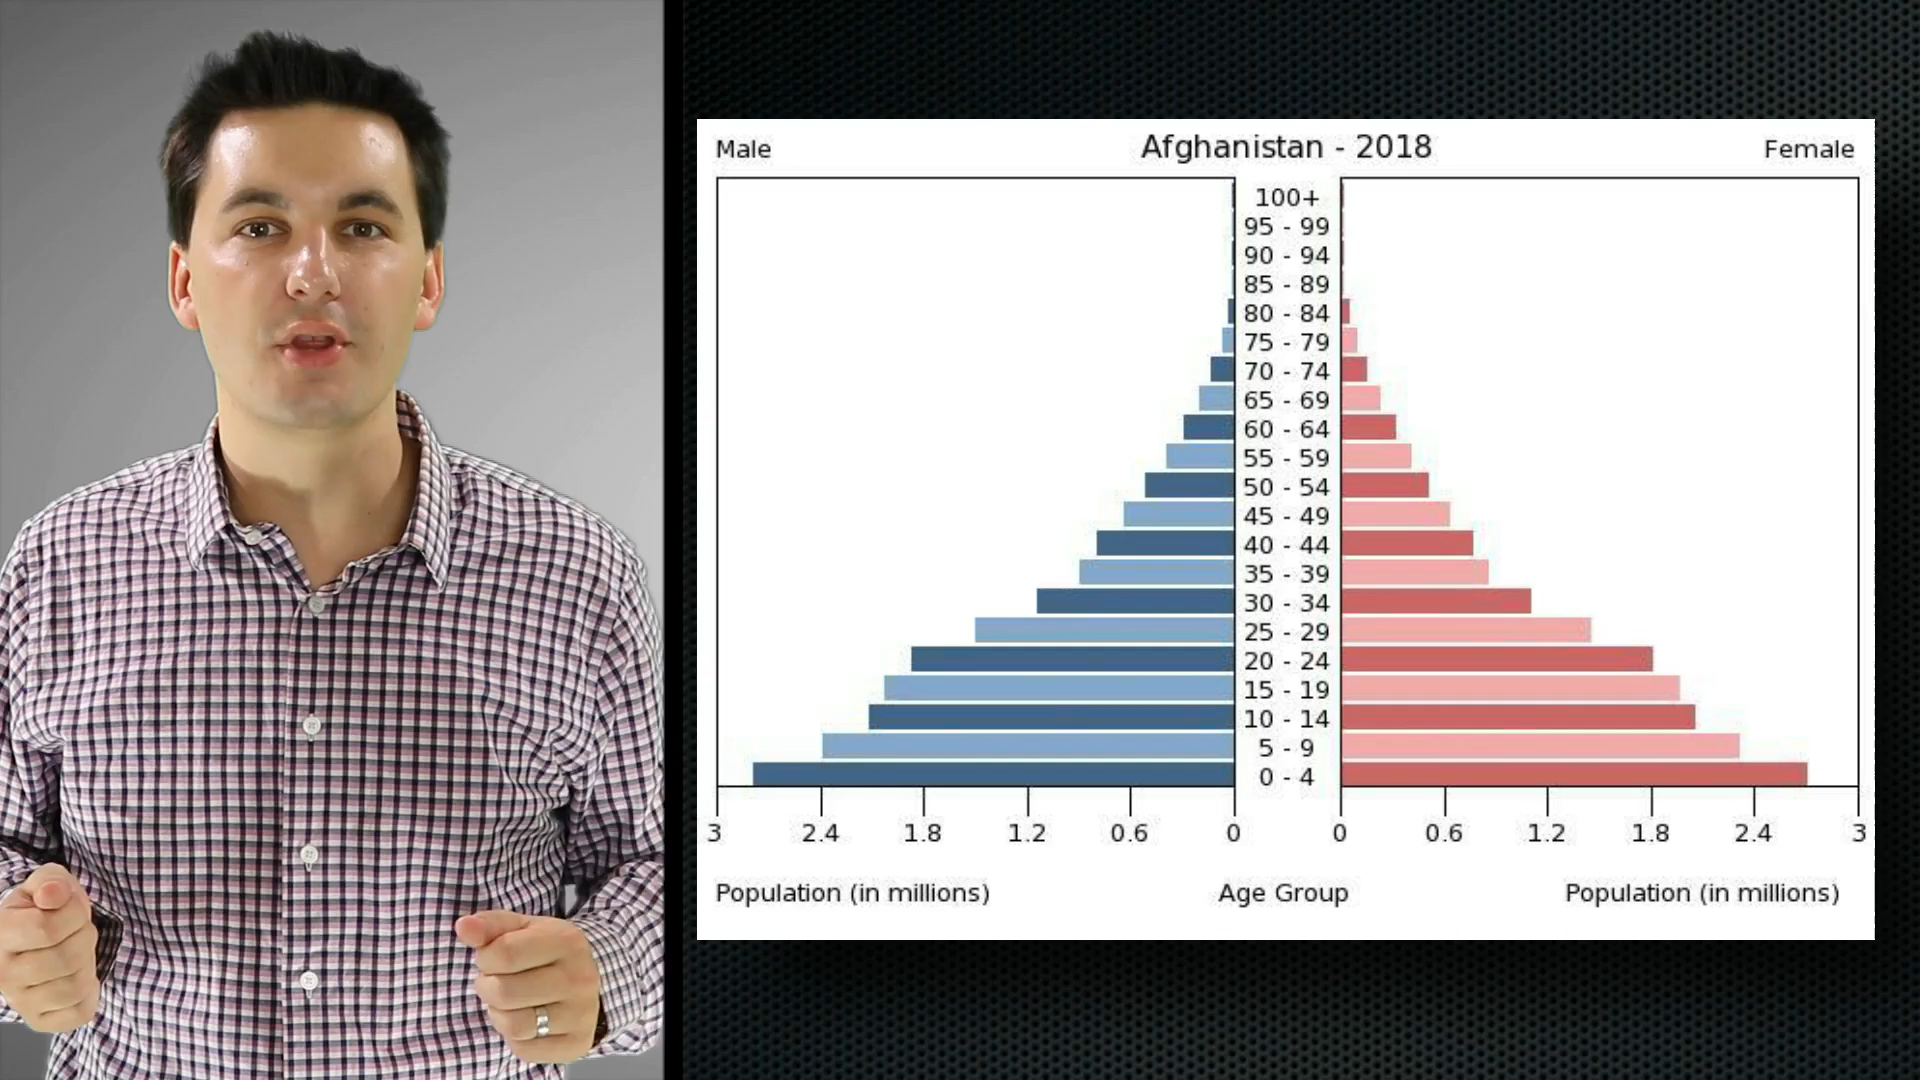 Male
Afghanistan - 2018
Female
100+
95 - 99
90 - 94
85 - 89
80 - 84
75 - 79
70 - 74
65 - 69
60 - 64
55 - 59
50 - 54
45 - 49
40 - 44
35 - 39
30 - 34
25 - 29
20 - 24
15 - 19
10 - 14
5 - 9
0 - 4
3 2.4 1.8 1.2 0.6 0 0 0.6 1.2 1.8 2.4 3
Population (in millions) Age Group Population (in millions)